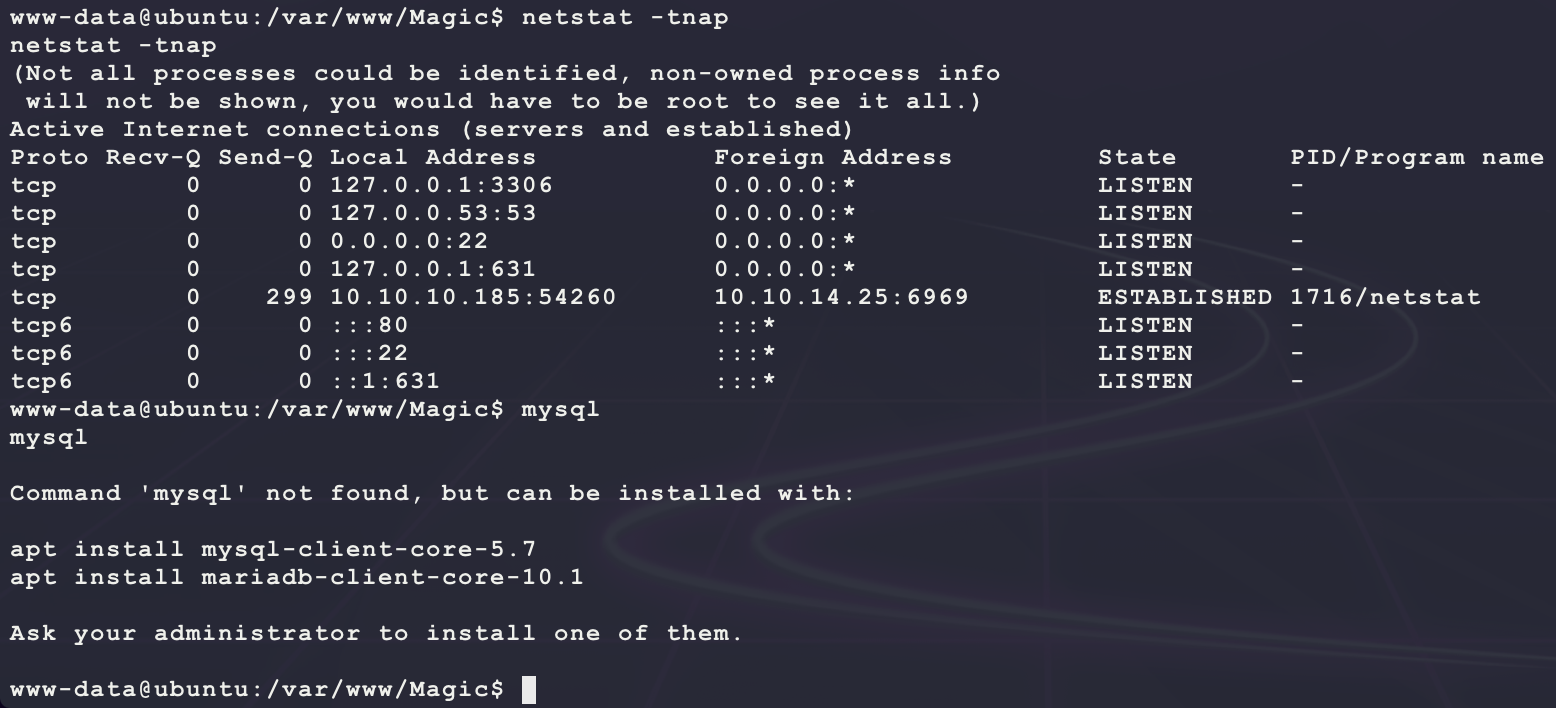 www-data@ubuntu:/var/www/Magic$ netstat -tnap
netstat -tnap
(Not all processes could be identified, non-owned process info
 will not be shown, you would have to be root to see it all.)
Active Internet connections (servers and established)
Proto Recv-Q Send-Q Local Address           Foreign Address         State       PID/Program name
tcp        0      0 127.0.0.1:3306          0.0.0.0:*               LISTEN      -
tcp        0      0 127.0.0.53:53           0.0.0.0:*               LISTEN      -
tcp        0      0 0.0.0.0:22              0.0.0.0:*               LISTEN      -
tcp        0      0 127.0.0.1:631           0.0.0.0:*               LISTEN      -
tcp        0    299 10.10.10.185:54260      10.10.14.25:6969        ESTABLISHED 1716/netstat
tcp6       0      0 :::80                   :::*                    LISTEN      -
tcp6       0      0 :::22                   :::*                    LISTEN      -
tcp6       0      0 ::1:631                 :::*                    LISTEN      -
www-data@ubuntu:/var/www/Magic$ mysql
mysql

Command 'mysql' not found, but can be installed with:

apt install mysql-client-core-5.7
apt install mariadb-client-core-10.1

Ask your administrator to install one of them.

www-data@ubuntu:/var/www/Magic$